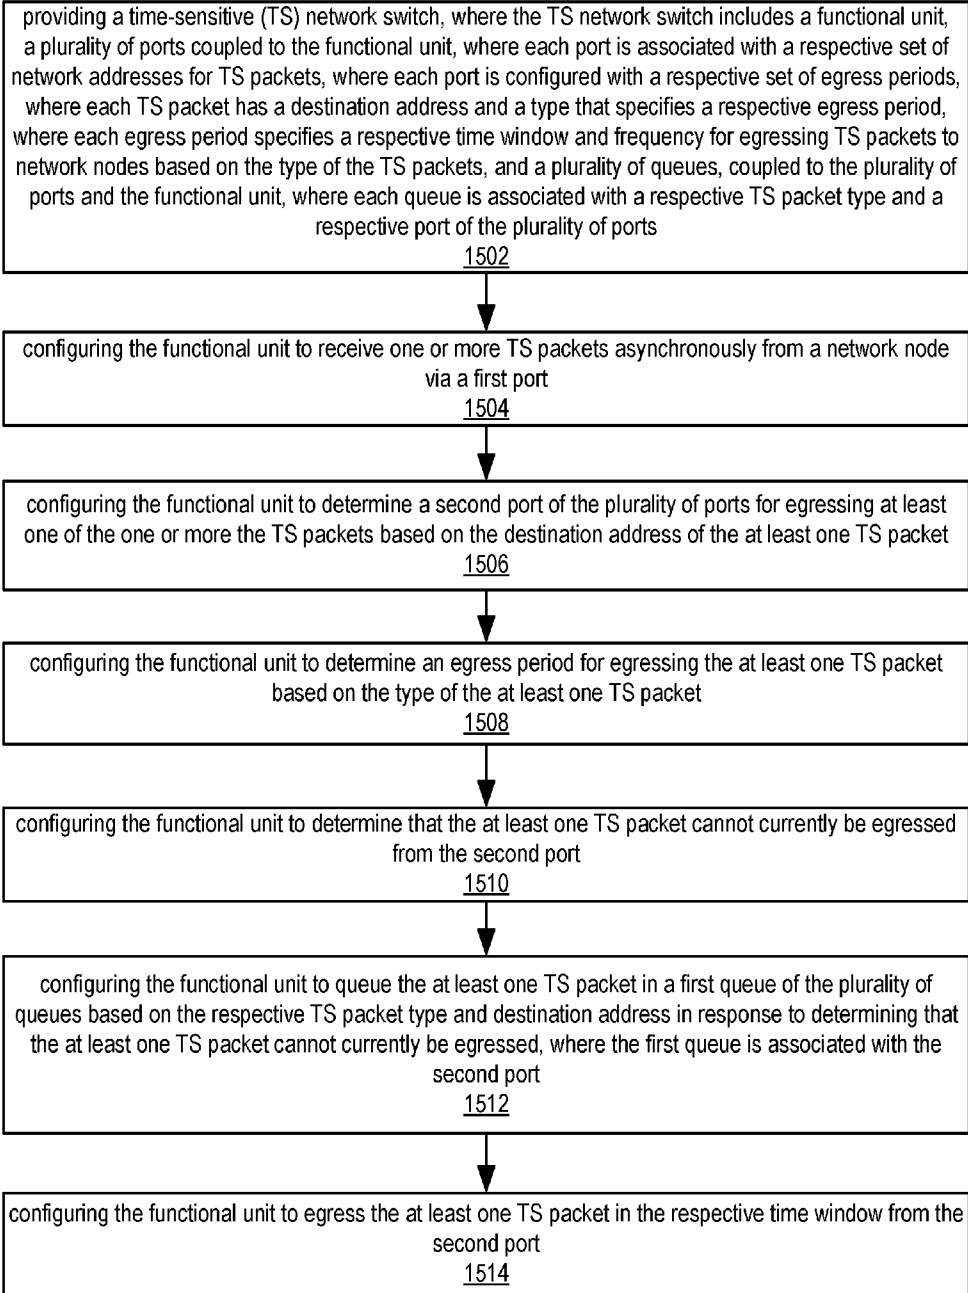 providing a time-sensitive (TS) network switch, where the TS network switch includes a functional unit,
a plurality of ports coupled to the functional unit, where each port is associated with a respective set of
network addresses for TS packets, where each port is configured with a respective set of egress periods,
where each TS packet has a destination address and a type that specifies a respective egress period,
where each egress period specifies a respective time window and frequency for egressing TS packets to
network nodes based on the type of the TS packets, and a plurality of queues, coupled to the plurality of
ports and the functional unit, where each queue is associated with a respective TS packet type and a
respective port of the plurality of ports
1502
configuring the functional unit to receive one or more TS packets asynchronously from a network node
via a first port
1504
configuring the functional unit to determine a second port of the plurality of ports for egressing at least
one of the one or more the TS packets based on the destination address of the at least one TS packet
1506
configuring the functional unit to determine an egress period for egressing the at least one TS packet
based on the type of the at least one TS packet
1508
configuring the functional unit to determine that the at least one TS packet cannot currently be egressed
from the second port
1510
configuring the functional unit to queue the at least one TS packet in a first queue of the plurality of
queues based on the respective TS packet type and destination address in response to determining that
the at least one TS packet cannot currently be egressed, where the first queue is associated with the
second port
1512
configuring the functional unit to egress the at least one TS packet in the respective time window from the
second port
1514